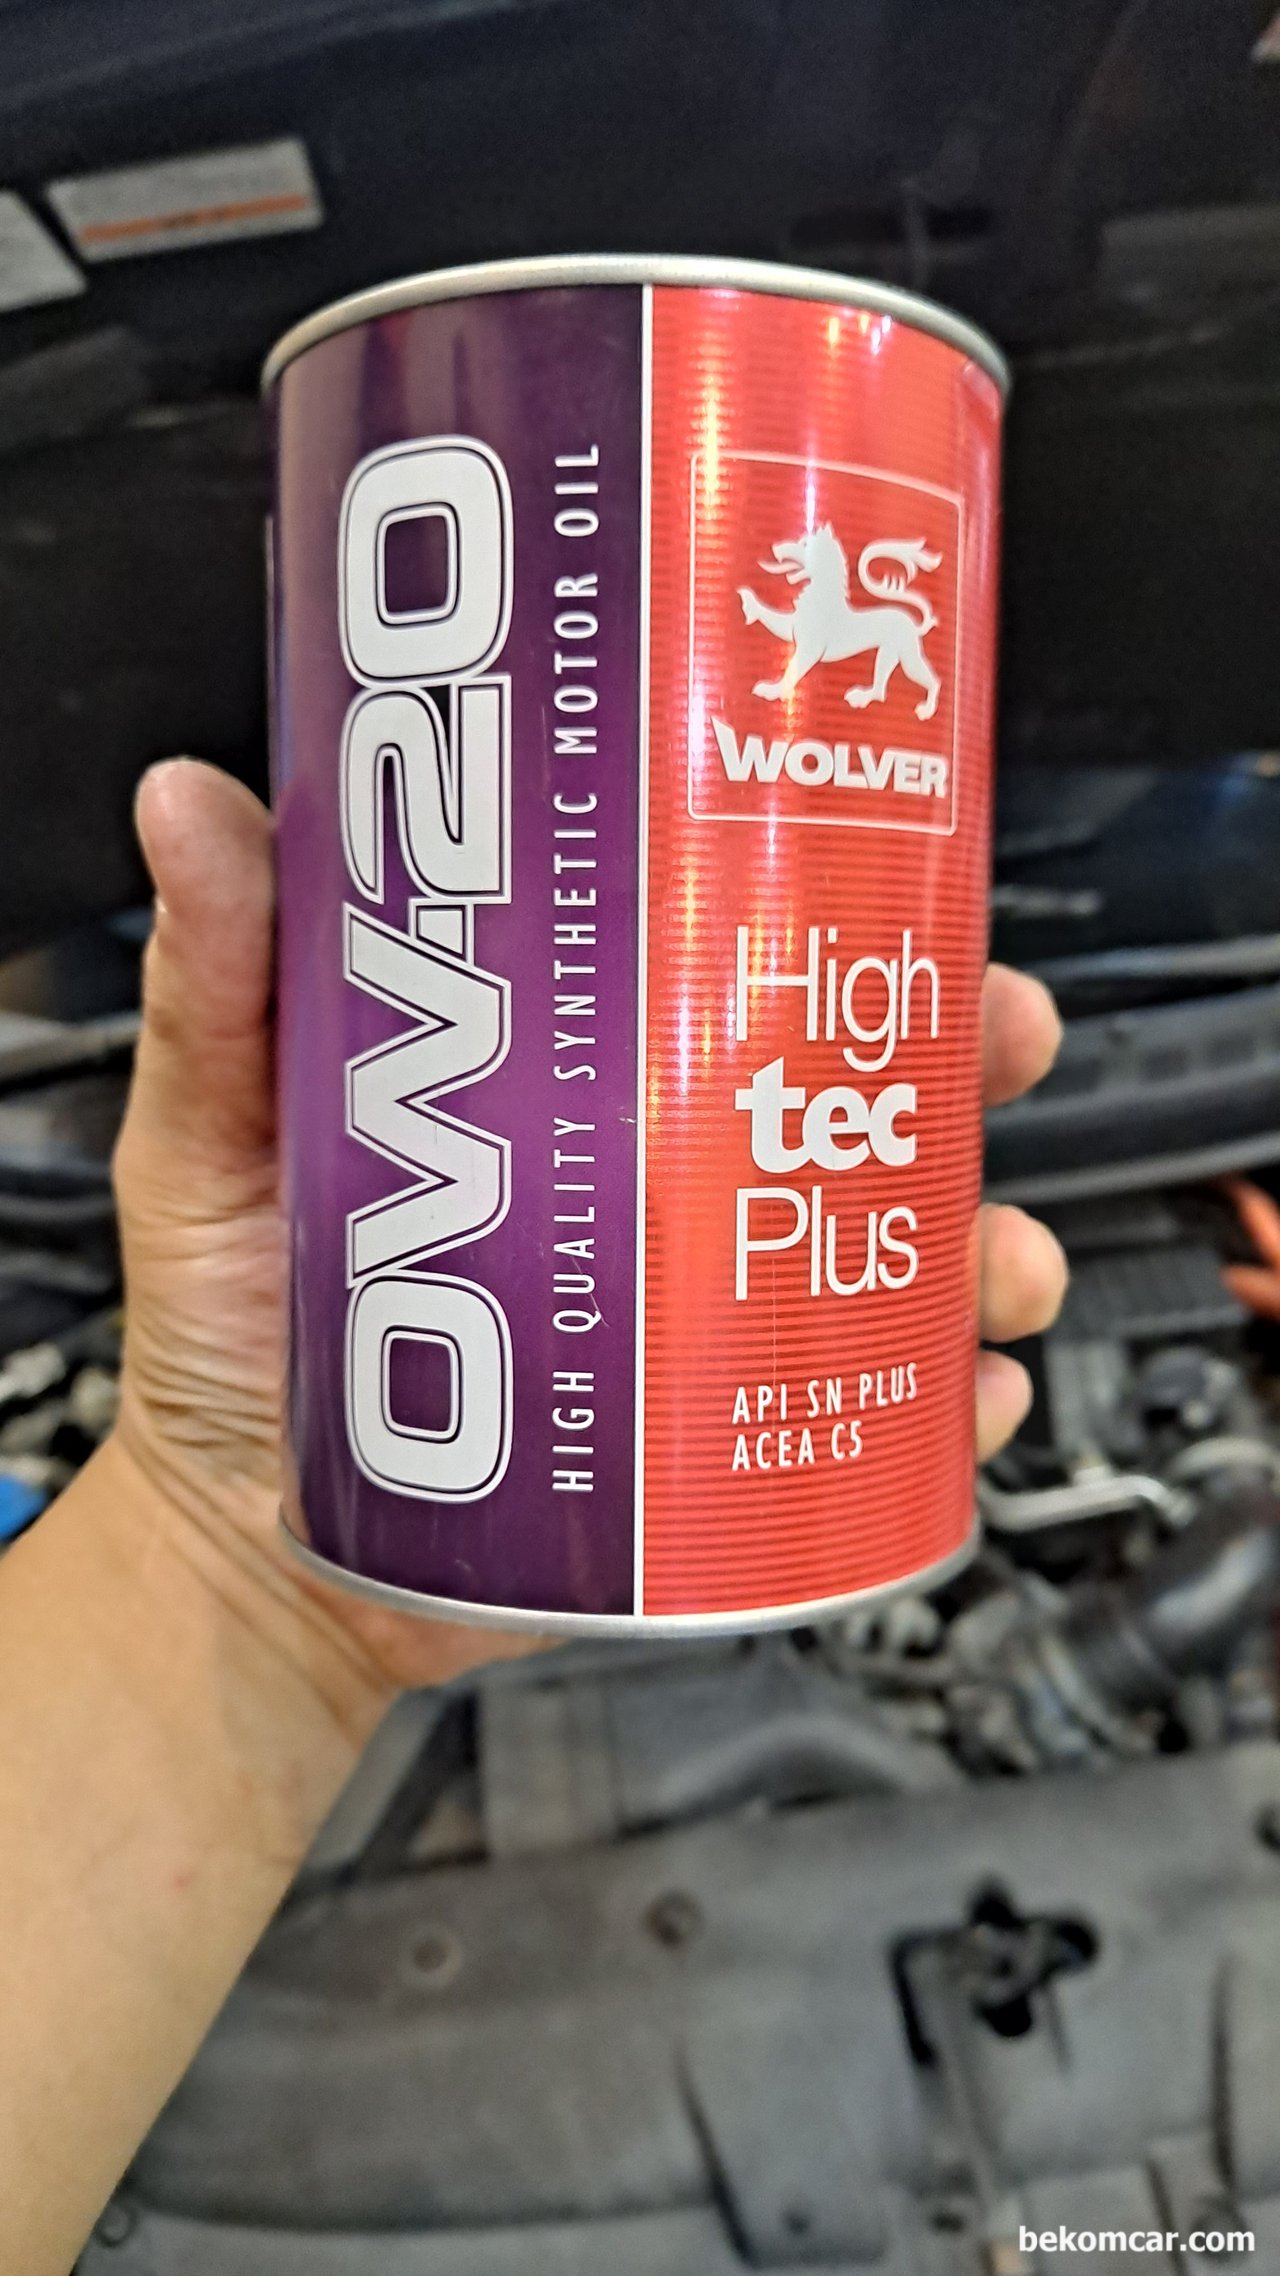 0W-20
HIGH QUALITY SYNTHETIC MOTOR OIL
WOLVER
High
tec
Plus
API SN PLUS
ACEA C5
bekomcar.com